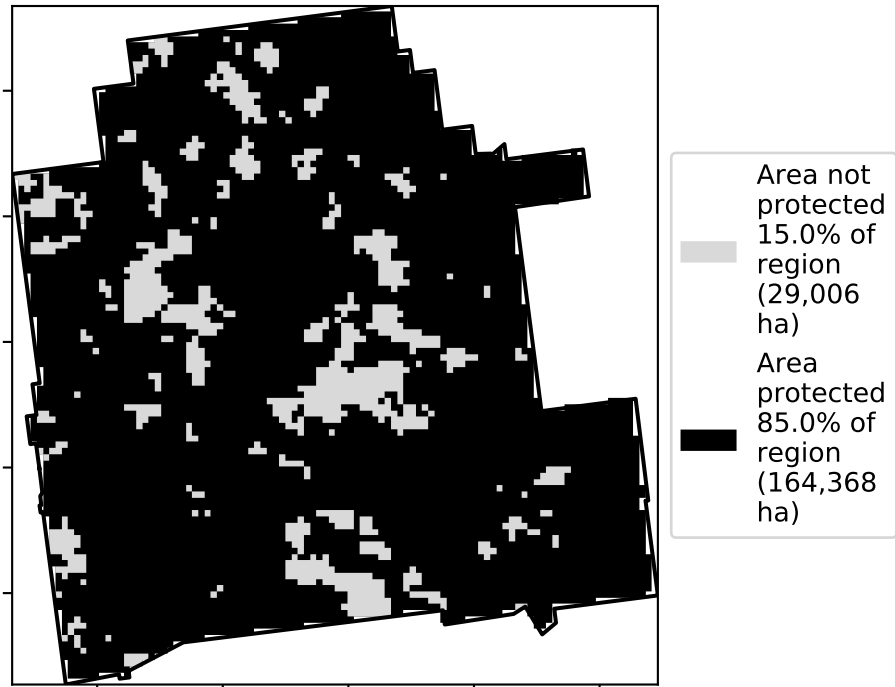 Area not
protected
15.0% of
region
(29,006
ha)
Area
protected
85.0% of
region
(164,368
ha)